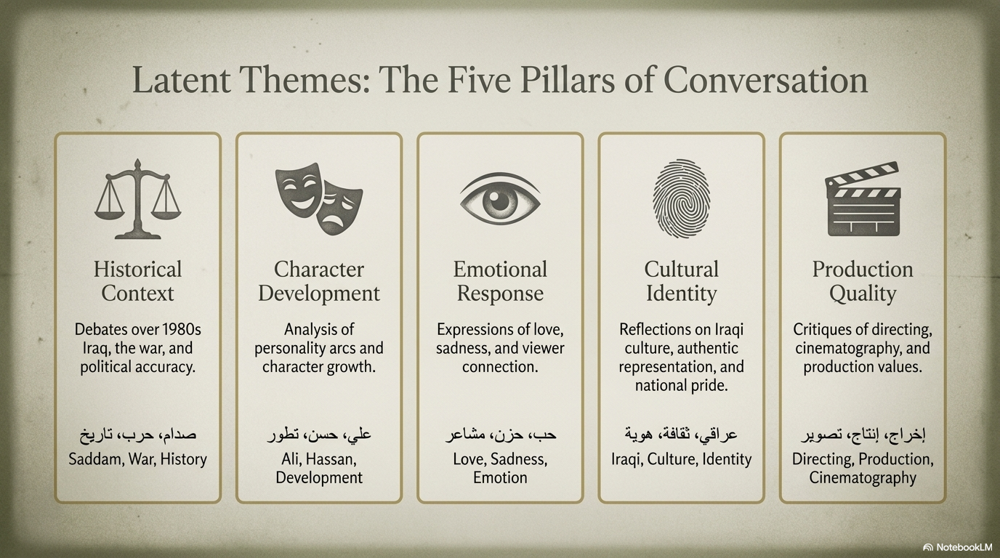 Latent Themes: The Five Pillars of Conversation
Historical
Context
Debates over 1980s
Iraq, the war, and
political accuracy.
صدام، حرب، تاريخ
Saddam, War, History
Character
Development
Analysis of
personality arcs and
character growth.
علي، حسن، تطور
Ali, Hassan,
Development
Emotional
Response
Expressions of love,
sadness, and viewer
connection.
حب، حزن، مشاعر
Love, Sadness,
Emotion
Cultural
Identity
Reflections on Iraqi
culture, authentic
representation, and
national pride.
عراقي، ثقافة، هوية
Iraqi, Culture, Identity
Production
Quality
Critiques of directing,
cinematography, and
production values.
إخراج، إنتاج، تصوير
Directing, Production,
Cinematography
NotebookLM